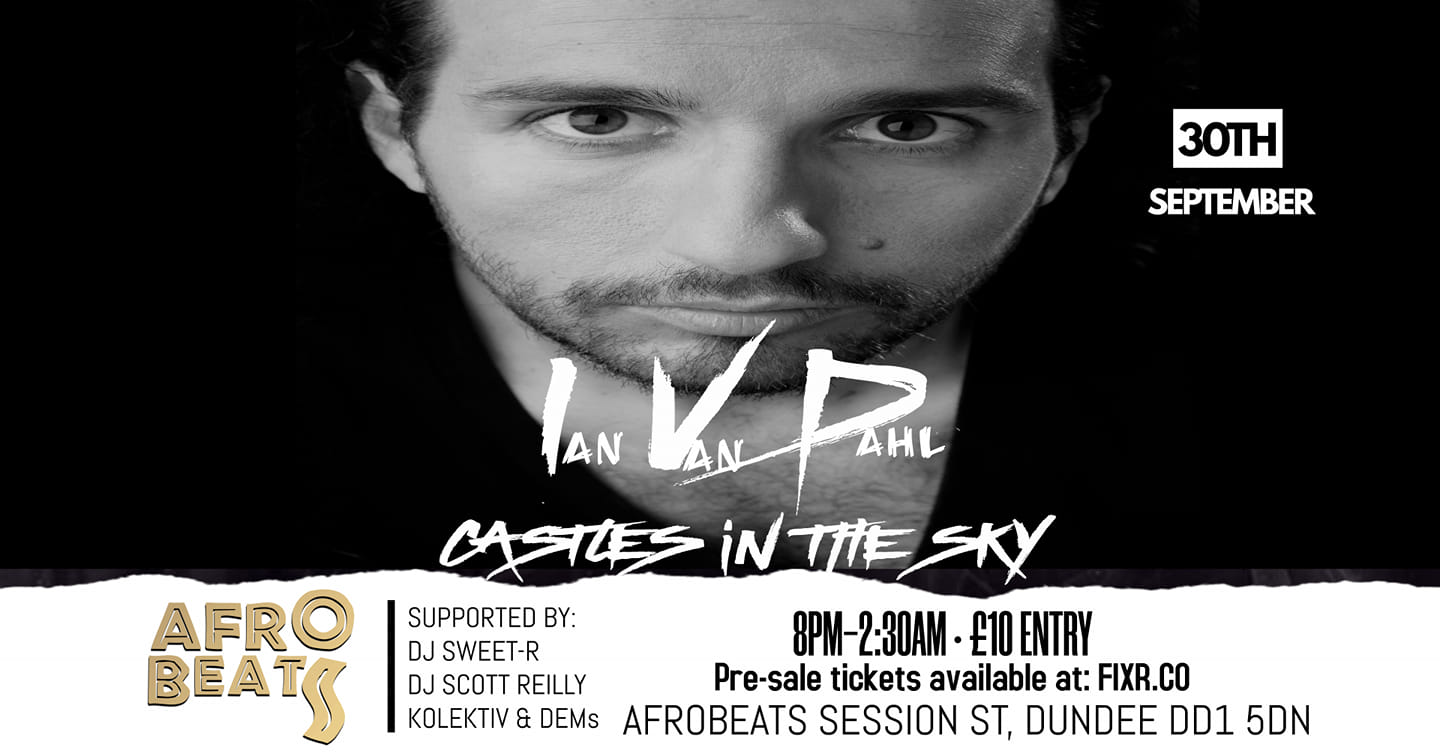 30TH
SEPTEMBER
IAN VAN DAHL
CASTLES IN THE SKY
AFRO
BEATS
SUPPORTED BY:
DJ SWEET-R
DJ SCOTT REILLY
KOLEKTIV & DEMs
8PM-2:30AM • £10 ENTRY
Pre-sale tickets available at: FIXR.CO
AFROBEATS SESSION ST, DUNDEE DD1 5DN